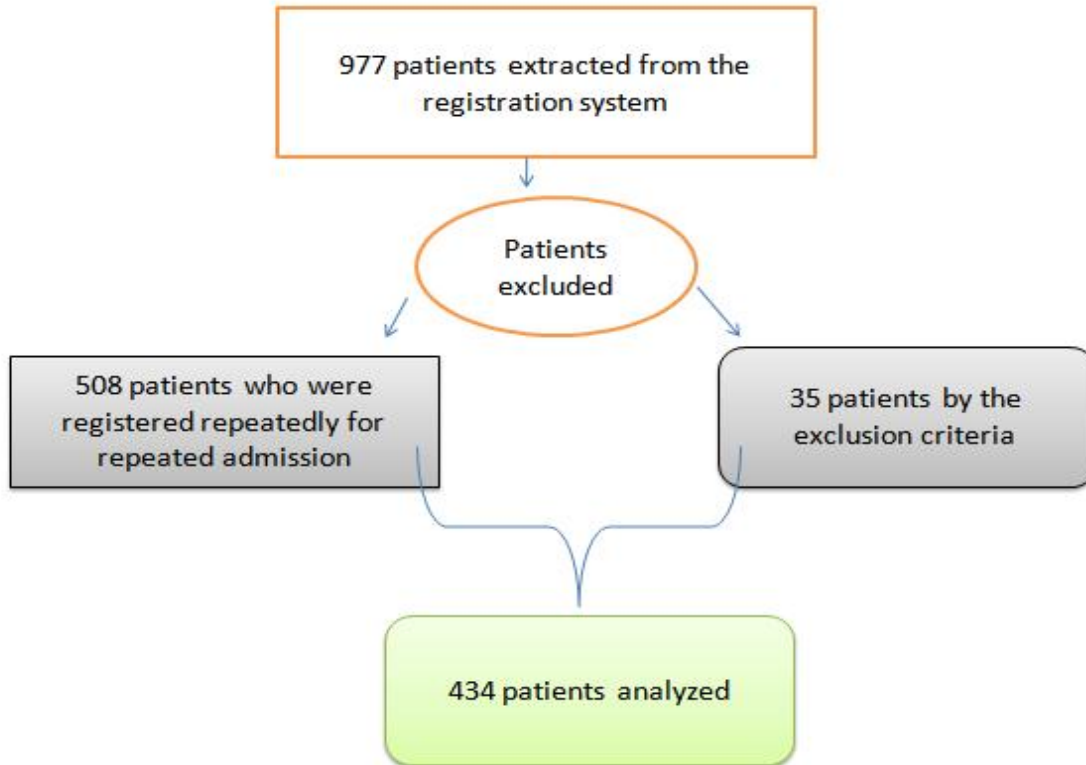 977 patients extracted from the
registration system
Patients
excluded
508 patients who were
registered repeatedly for
repeated admission
35 patients by the
exclusion criteria
434 patients analyzed